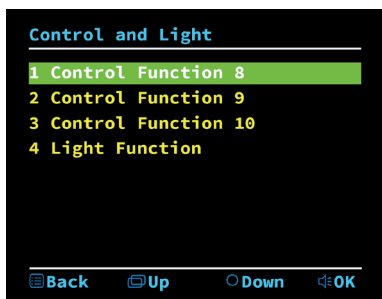 Control and Light
1 Control Function 8
2 Control Function 9
3 Control Function 10
4 Light Function
Back Up Down OK